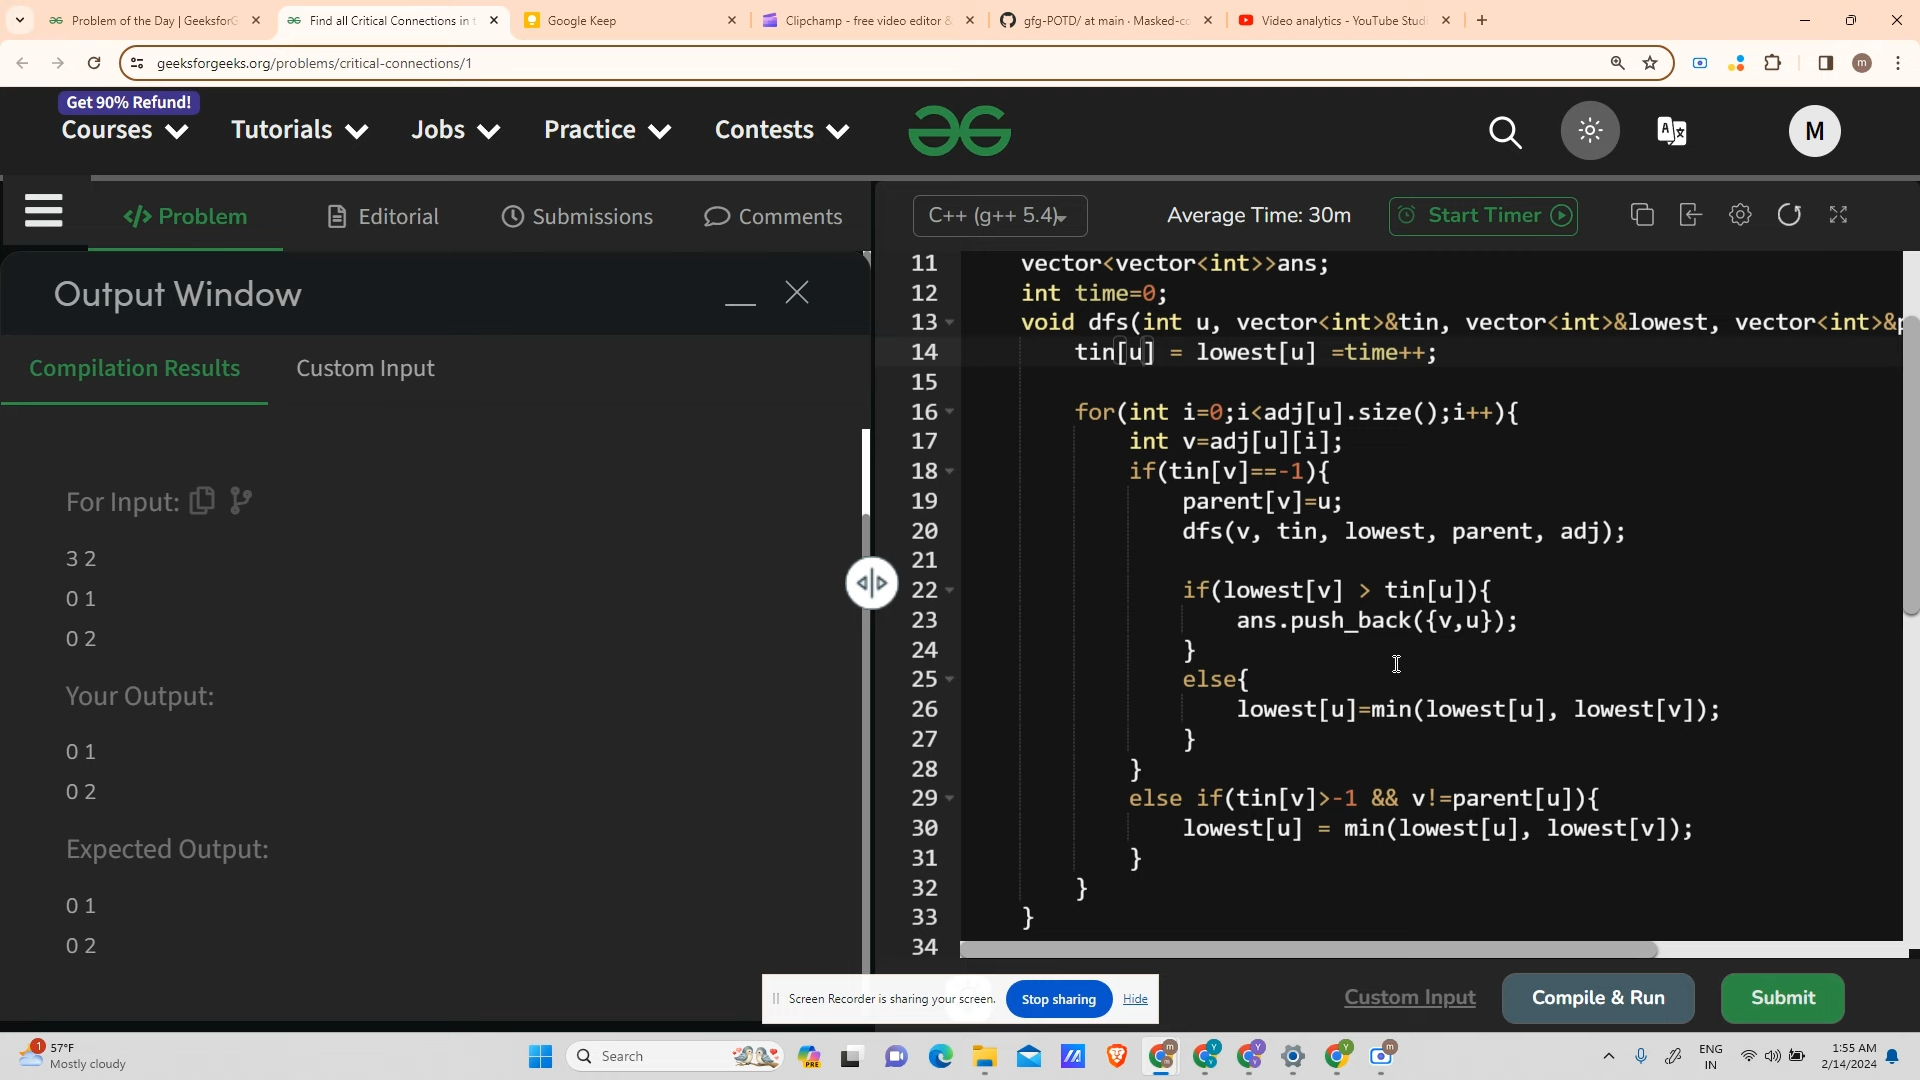 Problem of the Day | GeeksforG
Find all Critical Connections in t
Google Keep
Clipchamp - free video editor &
gfg-POTD/ at main · Masked-co
Video analytics - YouTube Studi
geeksforgeeks.org/problems/critical-connections/1
m
Get 90% Refund!
Courses
Tutorials
Jobs
Practice
Contests
M
Problem
Editorial
Submissions
Comments
C++ (g++ 5.4)
Average Time: 30m
Start Timer
Output Window
Compilation Results
Custom Input
For Input:
3 2
0 1
0 2
Your Output:
0 1
0 2
Expected Output:
0 1
0 2
11 vector<vector<int>>ans;
12 int time=0;
13 void dfs(int u, vector<int>&tin, vector<int>&lowest, vector<int>&p
14 tin[u] = lowest[u] =time++;
15
16 for(int i=0;i<adj[u].size();i++){
17 int v=adj[u][i];
18 if(tin[v]==-1){
19 parent[v]=u;
20 dfs(v, tin, lowest, parent, adj);
21
22 if(lowest[v] > tin[u]){
23 ans.push_back({v,u});
24 }
25 else{
26 lowest[u]=min(lowest[u], lowest[v]);
27 }
28 }
29 else if(tin[v]>-1 && v!=parent[u]){
30 lowest[u] = min(lowest[u], lowest[v]);
31 }
32 }
33 }
34
Screen Recorder is sharing your screen.
Stop sharing
Hide
Custom Input
Compile & Run
Submit
1
57°F
Mostly cloudy
Search
PRE
ENG
IN
1:55 AM
2/14/2024